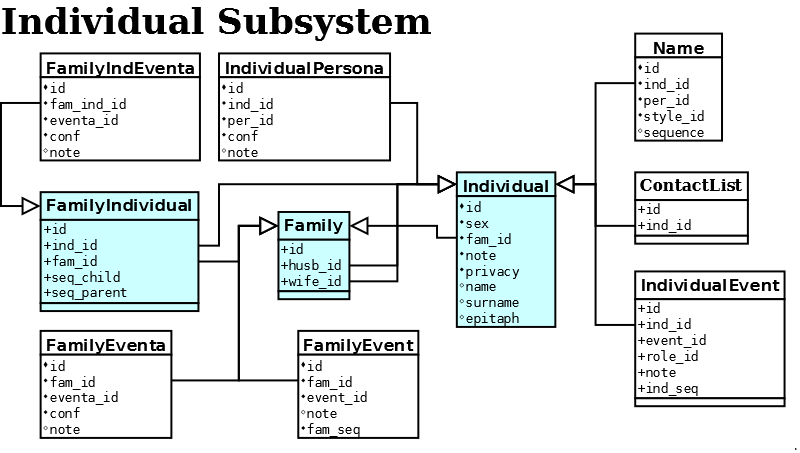 Individual Subsystem
FamilyIndEventa
id
fam_ind_id
eventa_id
conf
note
IndividualPersona
id
ind_id
per_id
conf
note
Name
id
ind_id
per_id
style_id
sequence
FamilyIndividual
+id
+ind_id
+fam_id
+seq_child
+seq_parent
Family
+id
+husb_id
+wife_id
Individual
id
sex
fam_id
note
privacy
name
surname
epitaph
ContactList
+id
+ind_id
IndividualEvent
+id
+ind_id
+event_id
+role_id
+note
+ind_seq
FamilyEventa
id
fam_id
eventa_id
conf
note
FamilyEvent
id
fam_id
event_id
note
fam_seq